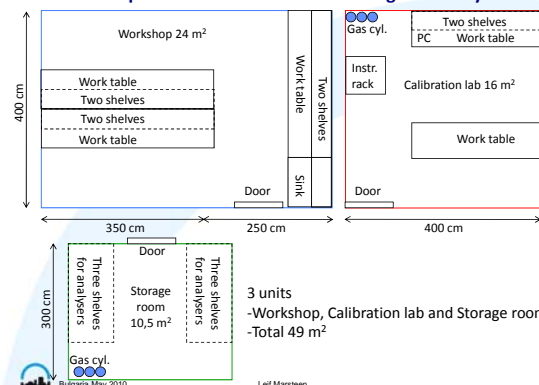 Workshop 24 m²
Work table
Two shelves
Two shelves
Work table
Work table
Two shelves
Sink
Door
400 cm
350 cm
250 cm
Gas cyl.
Two shelves
PC Work table
Instr.
rack
Calibration lab 16 m²
Work table
Door
400 cm
Door
300 cm
Three shelves
for analysers
Storage
room
10,5 m²
Three shelves
for analysers
Gas cyl.
3 units
-Workshop, Calibration lab and Storage room
-Total 49 m²
Bulgaria May 2010
Leif Marsteen